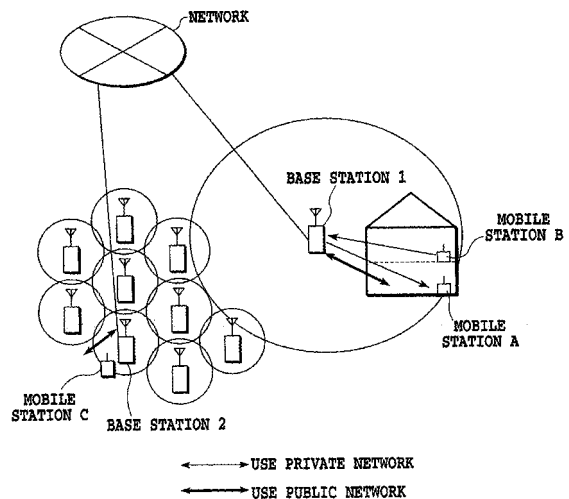 NETWORK
BASE STATION 1
MOBILE
STATION B
MOBILE
STATION A
MOBILE
STATION C
BASE STATION 2
USE PRIVATE NETWORK
USE PUBLIC NETWORK